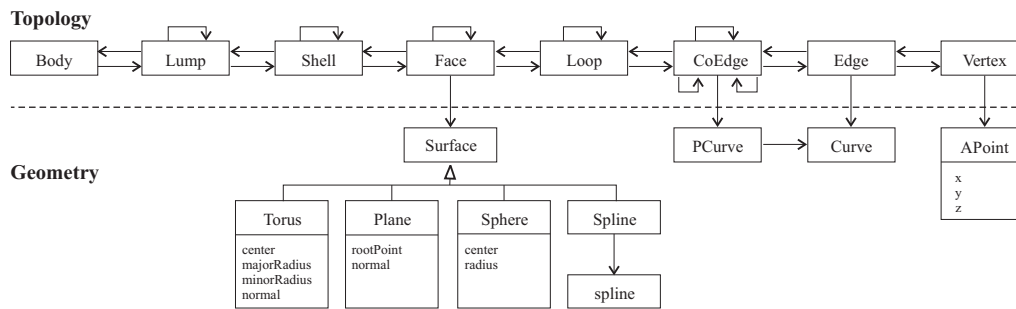 Topology
Body
Lump
Shell
Face
Loop
CoEdge
Edge
Vertex
Surface
PCurve
Curve
APoint
x
y
z
Geometry
Torus
center
majorRadius
minorRadius
normal
Plane
rootPoint
normal
Sphere
center
radius
Spline
spline